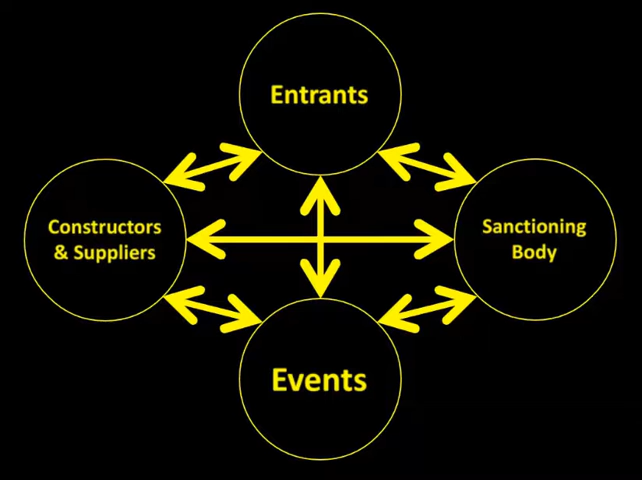 Entrants
Constructors
& Suppliers
Sanctioning
Body
Events